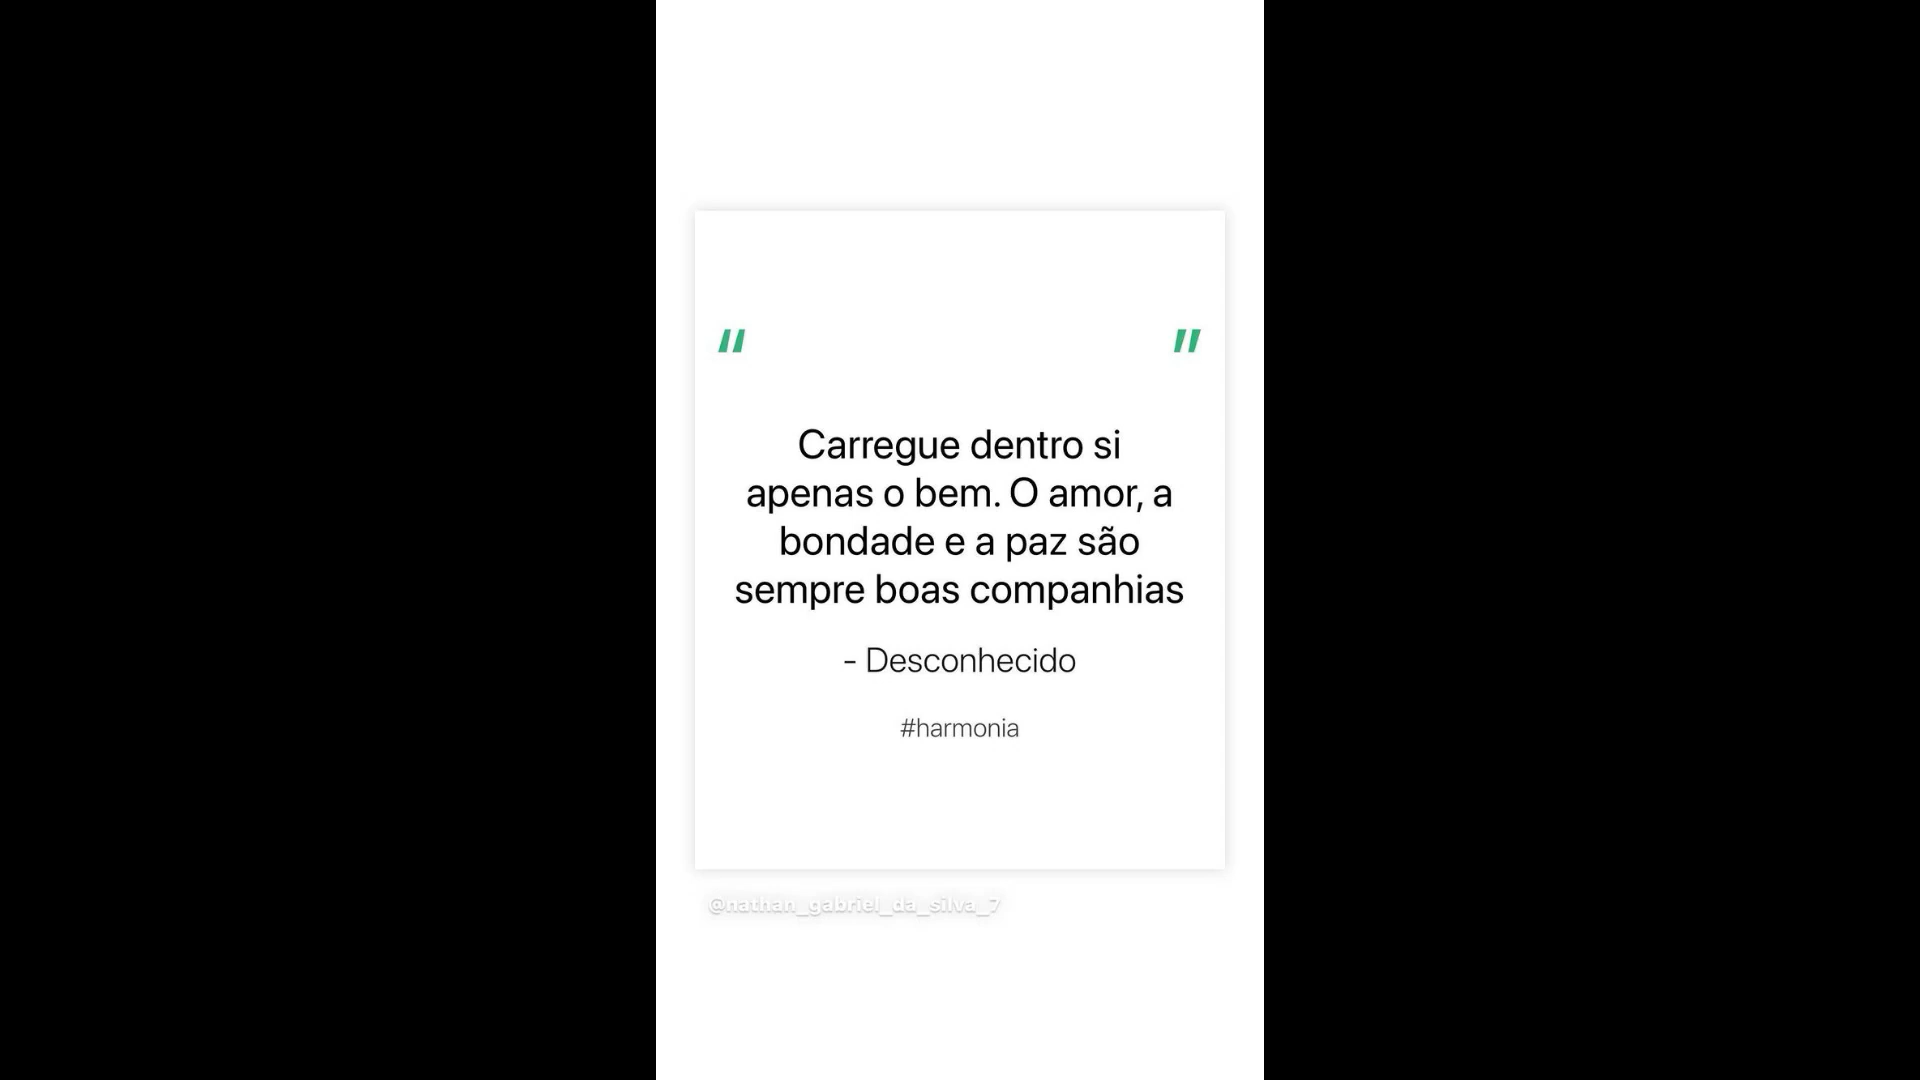 " "
Carregue dentro si
apenas o bem. O amor, a
bondade e a paz são
sempre boas companhias
- Desconhecido
#harmonia
@nathan_gabriel_da_silva_7